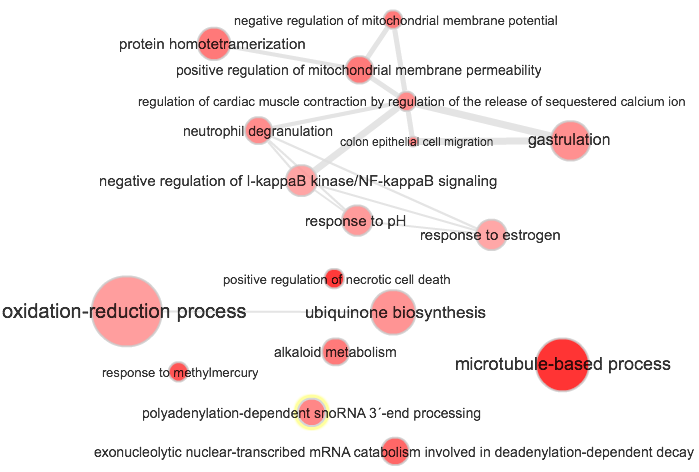 negative regulation of mitochondrial membrane potential
protein homotetramerization
positive regulation of mitochondrial membrane permeability
regulation of cardiac muscle contraction by regulation of the release of sequestered calcium ion
neutrophil degranulation
colon epithelial cell migration
gastrulation
negative regulation of I-kappaB kinase/NF-kappaB signaling
response to pH
response to estrogen
positive regulation of necrotic cell death
oxidation-reduction process
ubiquinone biosynthesis
alkaloid metabolism
microtubule-based process
response to methylmercury
polyadenylation-dependent snoRNA 3´-end processing
exonucleolytic nuclear-transcribed mRNA catabolism involved in deadenylation-dependent decay